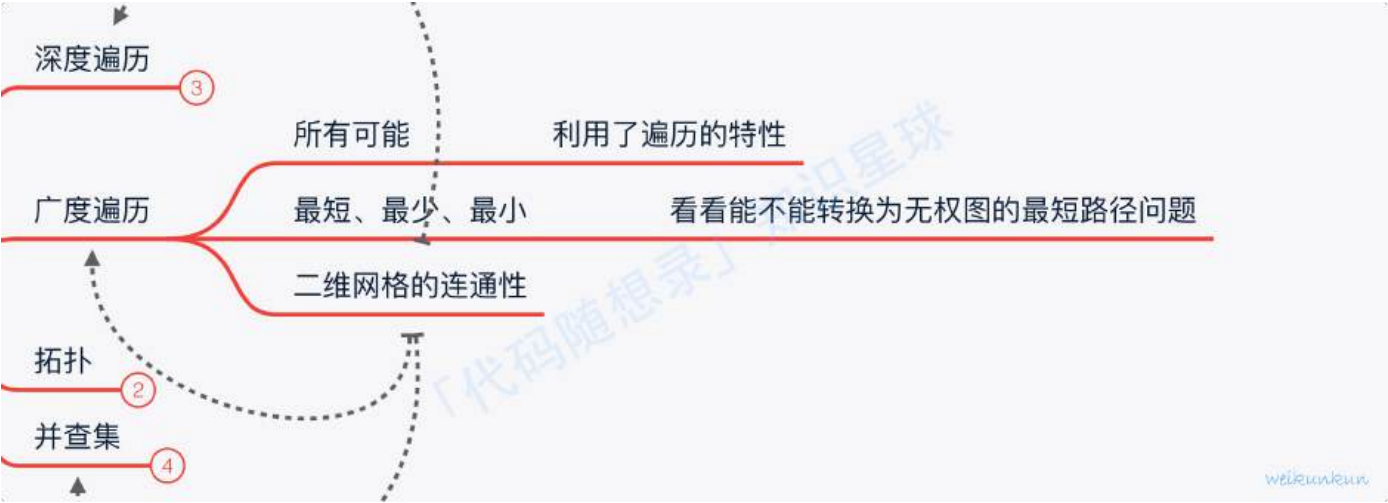 深度遍历
3
所有可能
利用了遍历的特性
广度遍历
最短、最少、最小
看看能不能转换为无权图的最短路径问题
二维网格的连通性
「代码随想录」知识星球
拓扑
2
并查集
4
weikunkun